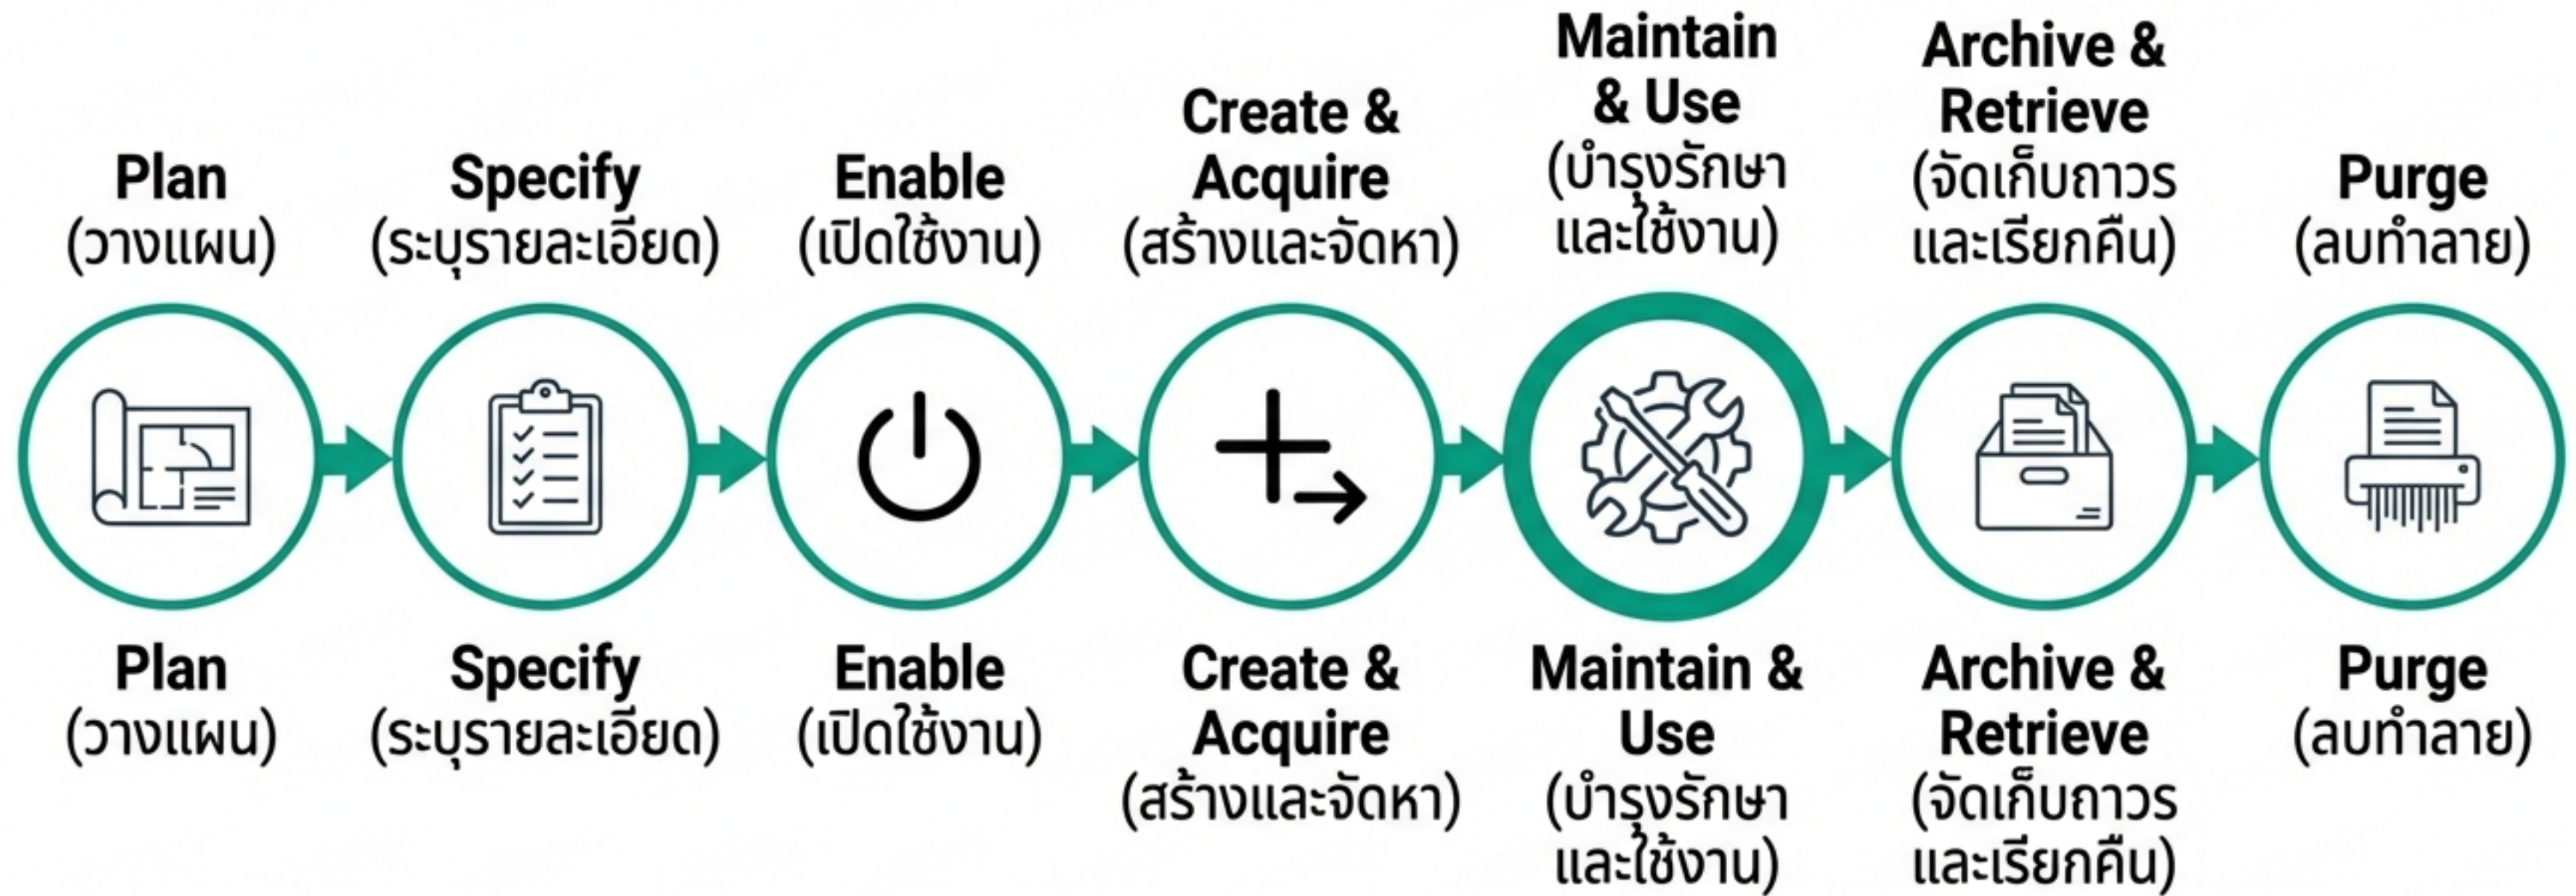 Plan
(วางแผน)
Specify
(ระบุรายละเอียด)
Enable
(เปิดใช้งาน)
Create &
Acquire
(สร้างและจัดหา)
Maintain
& Use
(บำรุงรักษา
และใช้งาน)
Archive &
Retrieve
(จัดเก็บถาวร
และเรียกคืน)
Purge
(ลบทำลาย)
Plan
(วางแผน)
Specify
(ระบุรายละเอียด)
Enable
(เปิดใช้งาน)
Create &
Acquire
(สร้างและจัดหา)
Maintain &
Use
(บำรุงรักษา
และใช้งาน)
Archive &
Retrieve
(จัดเก็บถาวร
และเรียกคืน)
Purge
(ลบทำลาย)